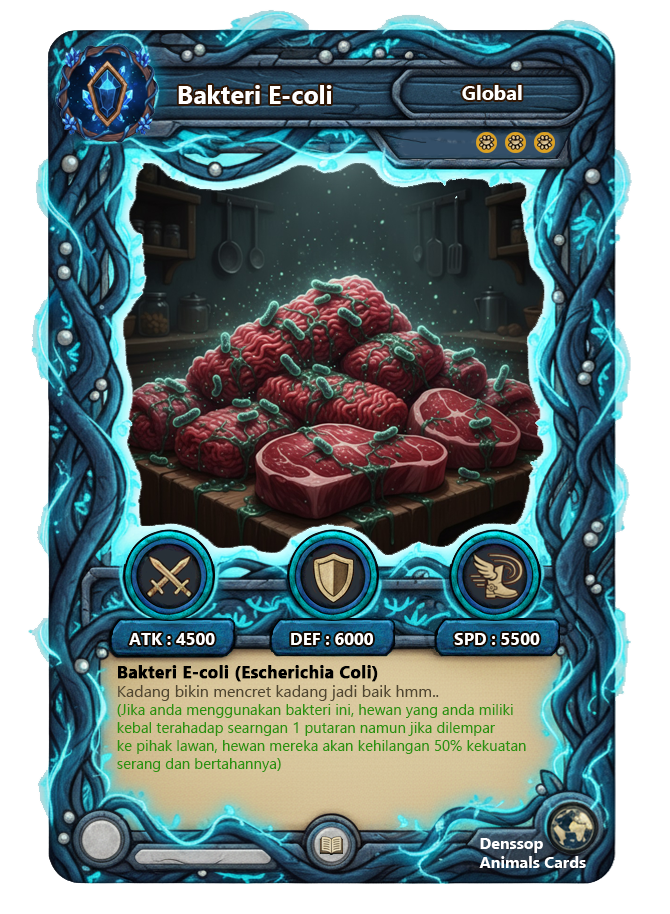 Bakteri E-coli
Global
ATK : 4500
DEF : 6000
SPD : 5500
Bakteri E-coli (Escherichia Coli)
Kadang bikin mencret kadang jadi baik hmm..
(Jika anda menggunakan bakteri ini, hewan yang anda miliki
kebal terahadap searngan 1 putaran namun jika dilempar
ke pihak lawan, hewan mereka akan kehilangan 50% kekuatan
serang dan bertahannya)
Denssop
Animals Cards